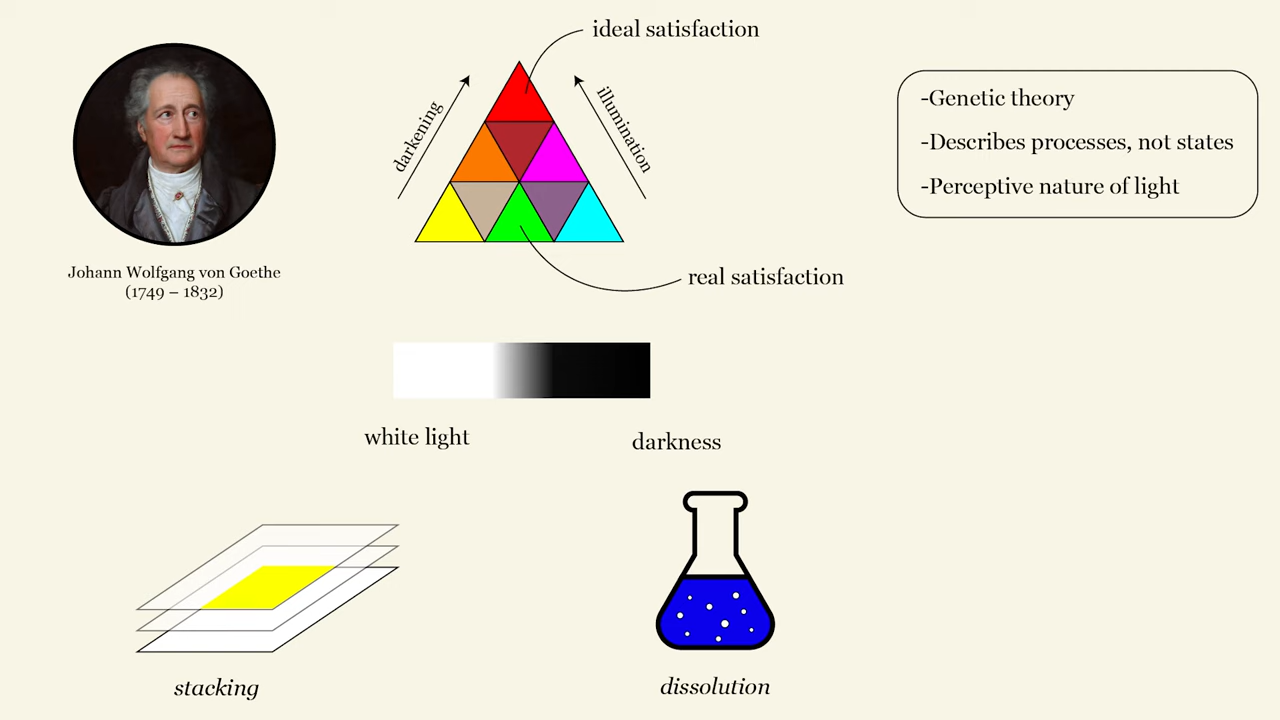 ideal satisfaction
darkening
illumination
real satisfaction
Johann Wolfgang von Goethe
(1749 – 1832)
-Genetic theory
-Describes processes, not states
-Perceptive nature of light
white light
darkness
stacking
dissolution